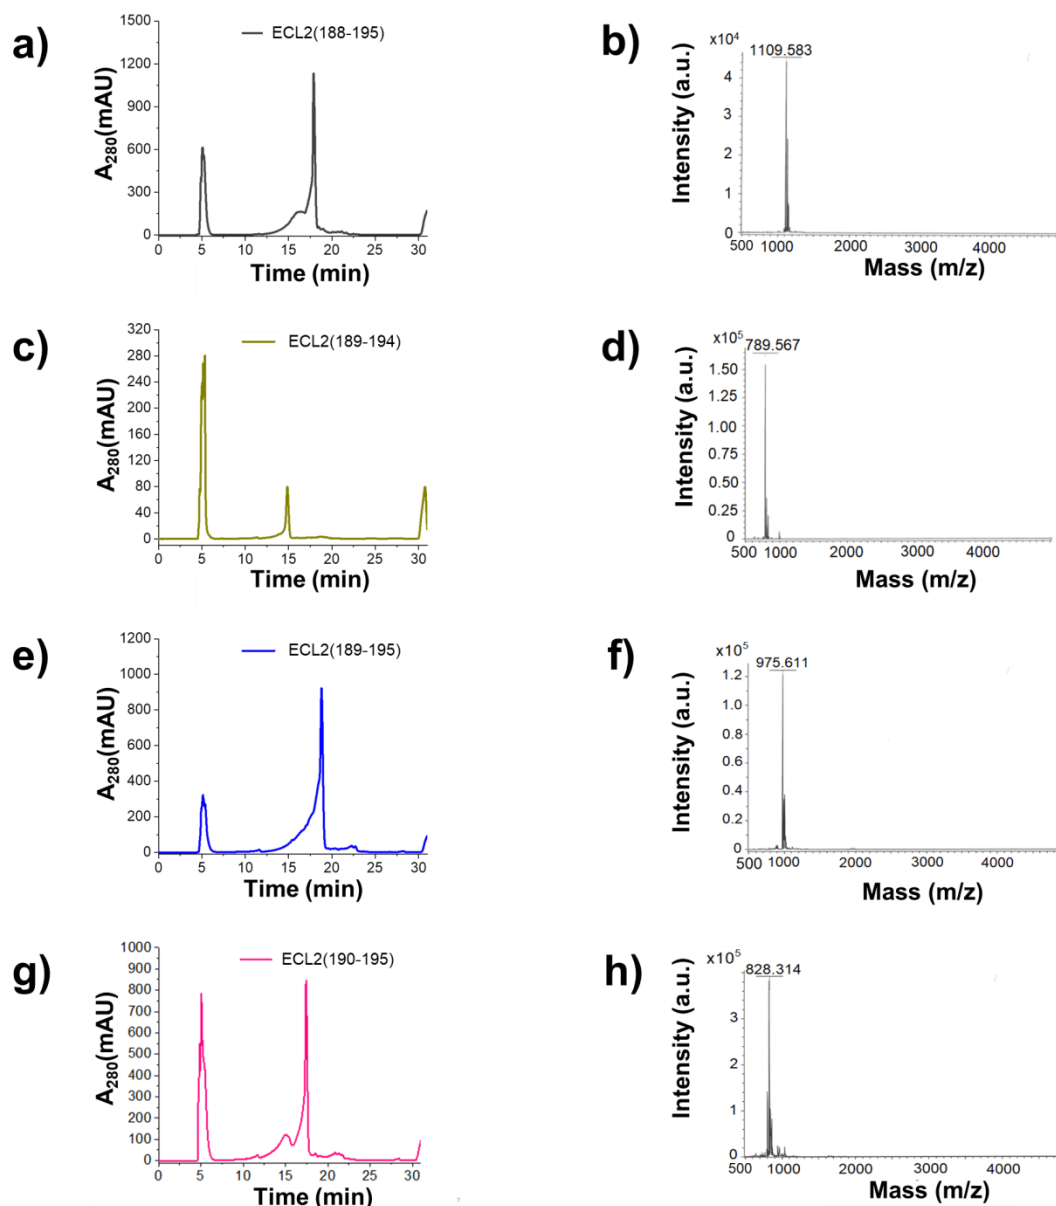 a)
ECL2(188-195)
1500
1200
900
600
300
0
A280(mAU)
0 5 10 15 20 25 30
Time (min)
b)
x10^4
1109.583
4
3
2
1
0
Intensity (a.u.)
500 1000 2000 3000 4000
Mass (m/z)
c)
ECL2(189-194)
320
280
240
200
160
120
80
40
0
A280(mAU)
0 5 10 15 20 25 30
Time (min)
d)
x10^5
789.567
1.50
1.25
1.00
0.75
0.50
0.25
0
Intensity (a.u.)
500 1000 2000 3000 4000
Mass (m/z)
e)
ECL2(189-195)
1200
1000
800
600
400
200
0
A280(mAU)
0 5 10 15 20 25 30
Time (min)
f)
x10^5
975.611
1.2
1.0
0.8
0.6
0.4
0.2
0
Intensity (a.u.)
500 1000 2000 3000 4000
Mass (m/z)
g)
ECL2(190-195)
1000
900
800
700
600
500
400
300
200
100
0
A280(mAU)
0 5 10 15 20 25 30
Time (min)
h)
x10^5
828.314
3
2
1
0
Intensity (a.u.)
500 1000 2000 3000 4000
Mass (m/z)